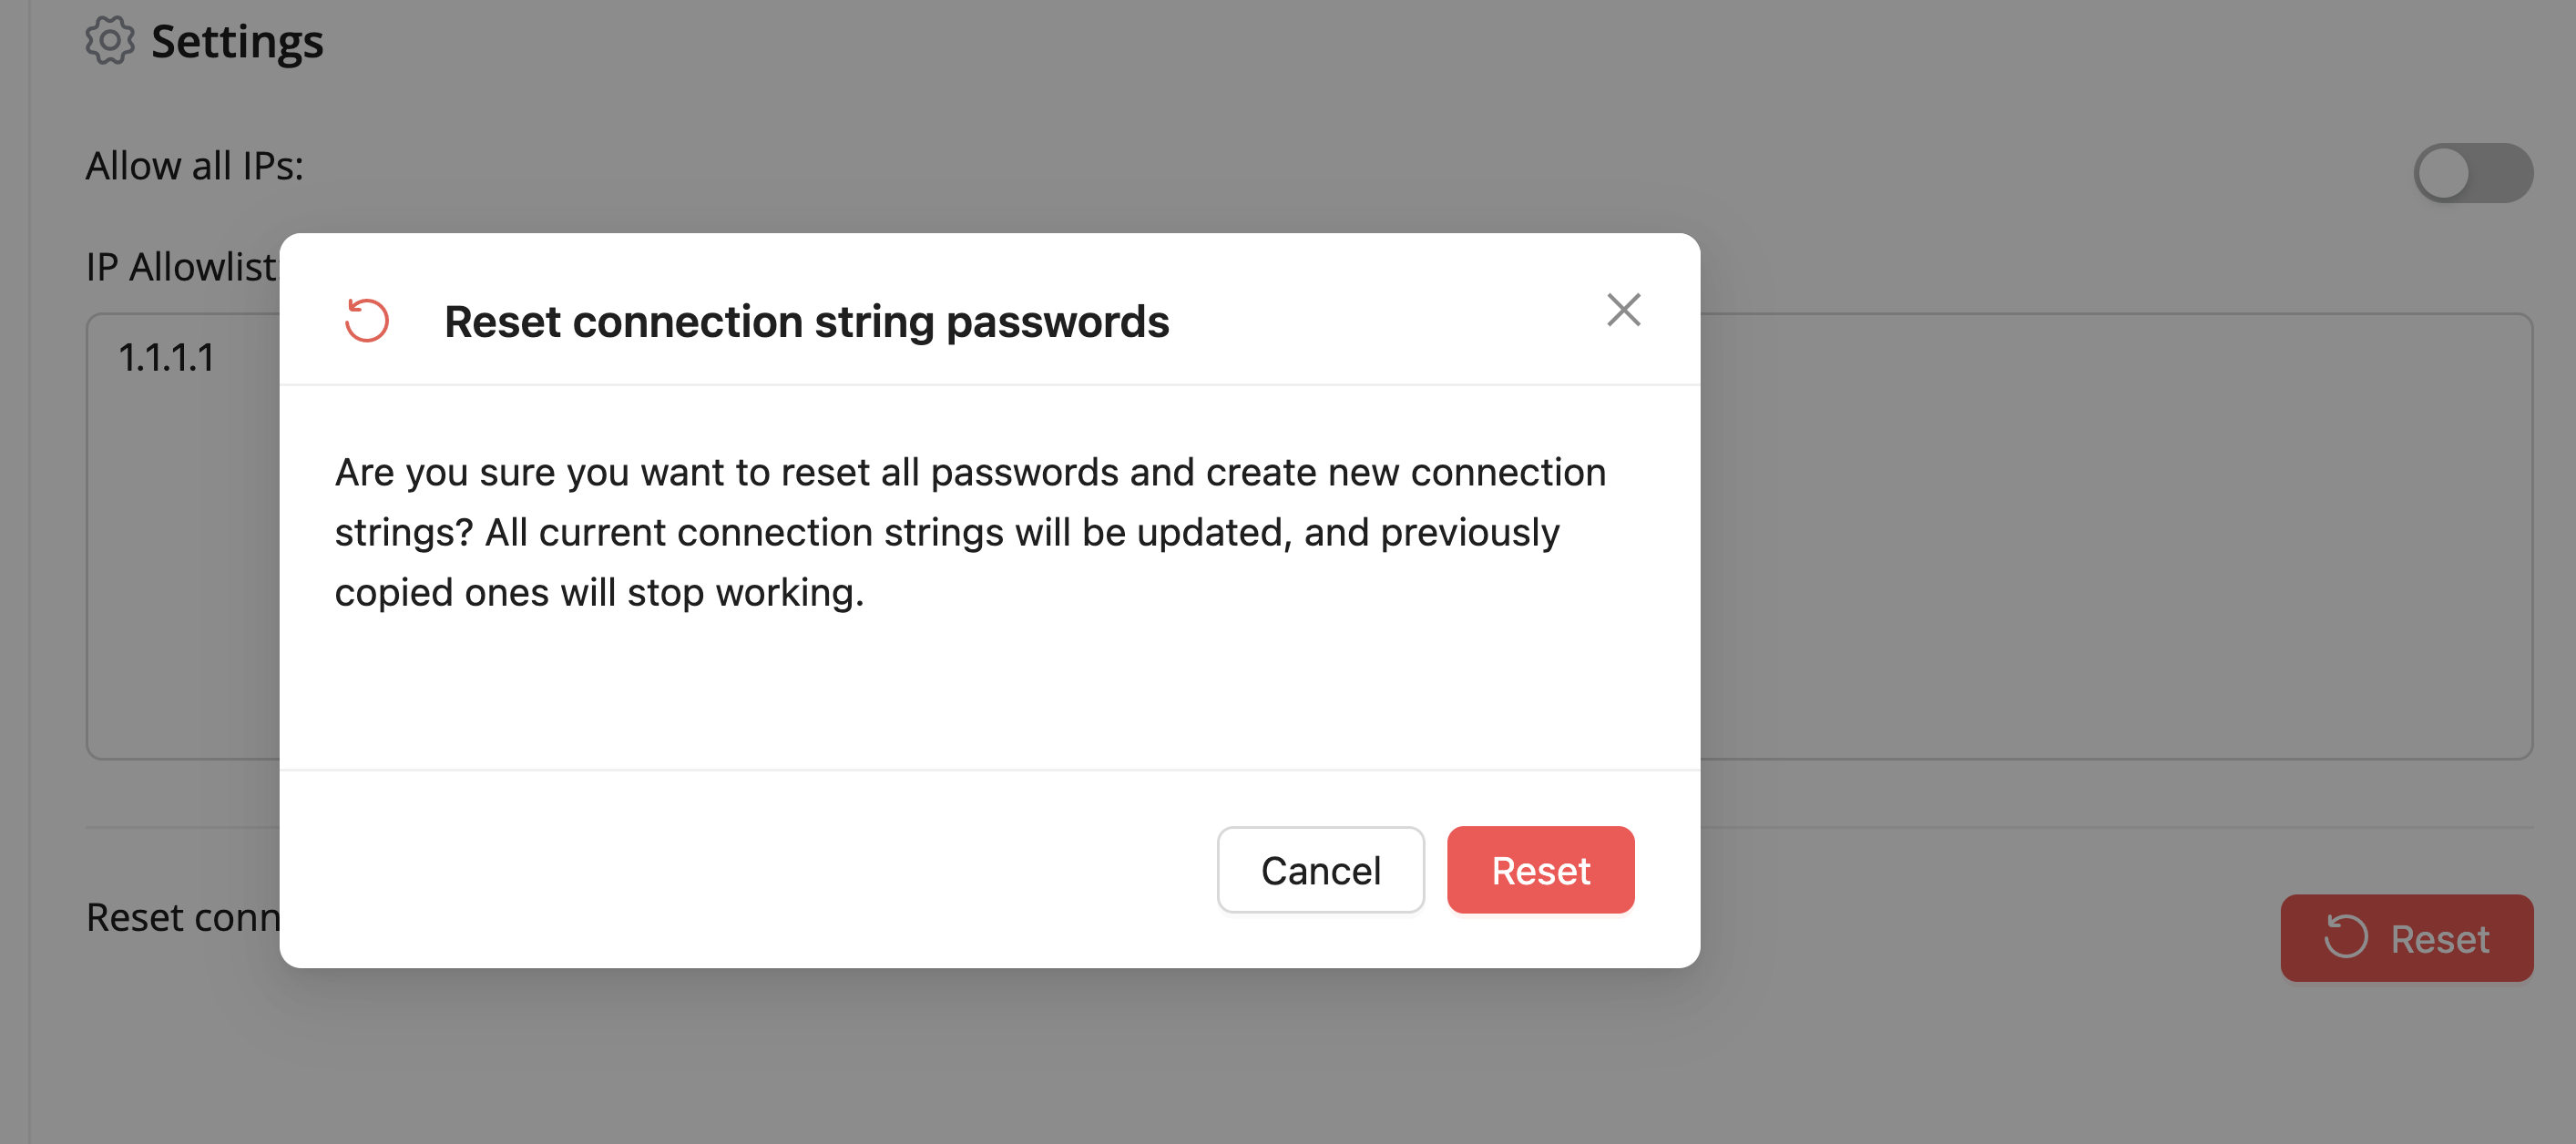 Settings
Allow all IPs:
IP Allowlist
1.1.1.1
Reset connection string passwords
Are you sure you want to reset all passwords and create new connection
strings? All current connection strings will be updated, and previously
copied ones will stop working.
Cancel
Reset
Reset conn
Reset